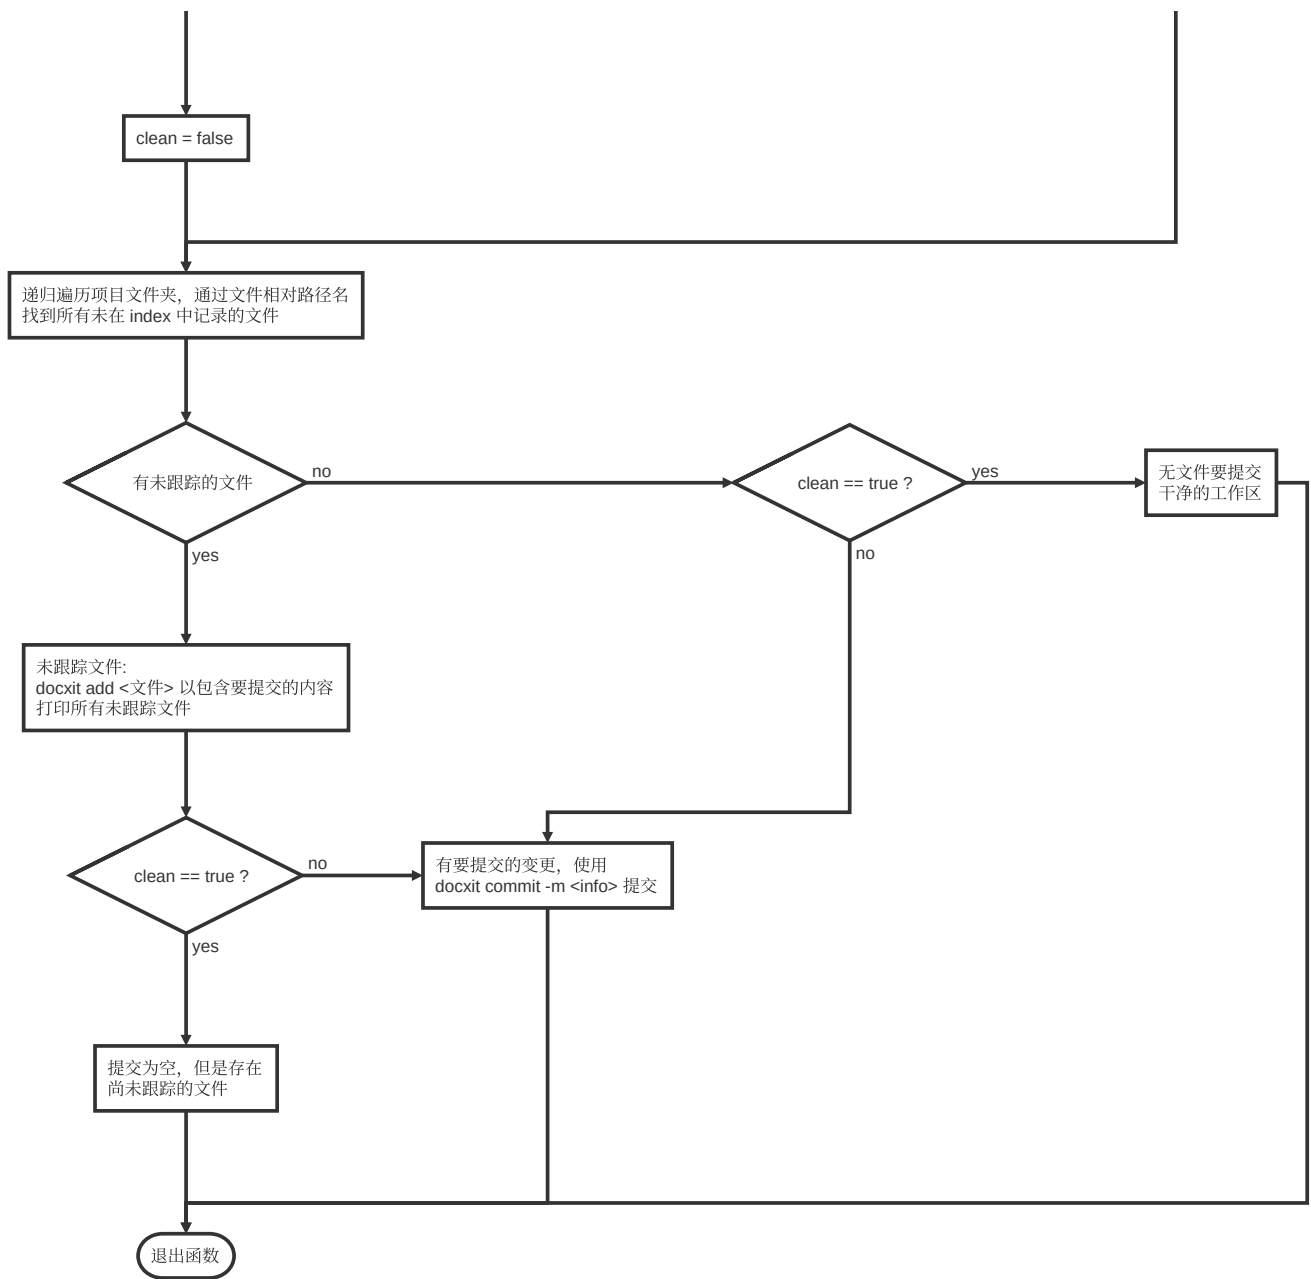 clean = false
递归遍历项目文件夹，通过文件相对路径名
找到所有未在 index 中记录的文件
有未跟踪的文件
no
clean == true ?
yes
无文件要提交
干净的工作区
yes
no
未跟踪文件:
docxit add <文件> 以包含要提交的内容
打印所有未跟踪文件
clean == true ?
no
有要提交的变更，使用
docxit commit -m <info> 提交
yes
提交为空，但是存在
尚未跟踪的文件
退出函数